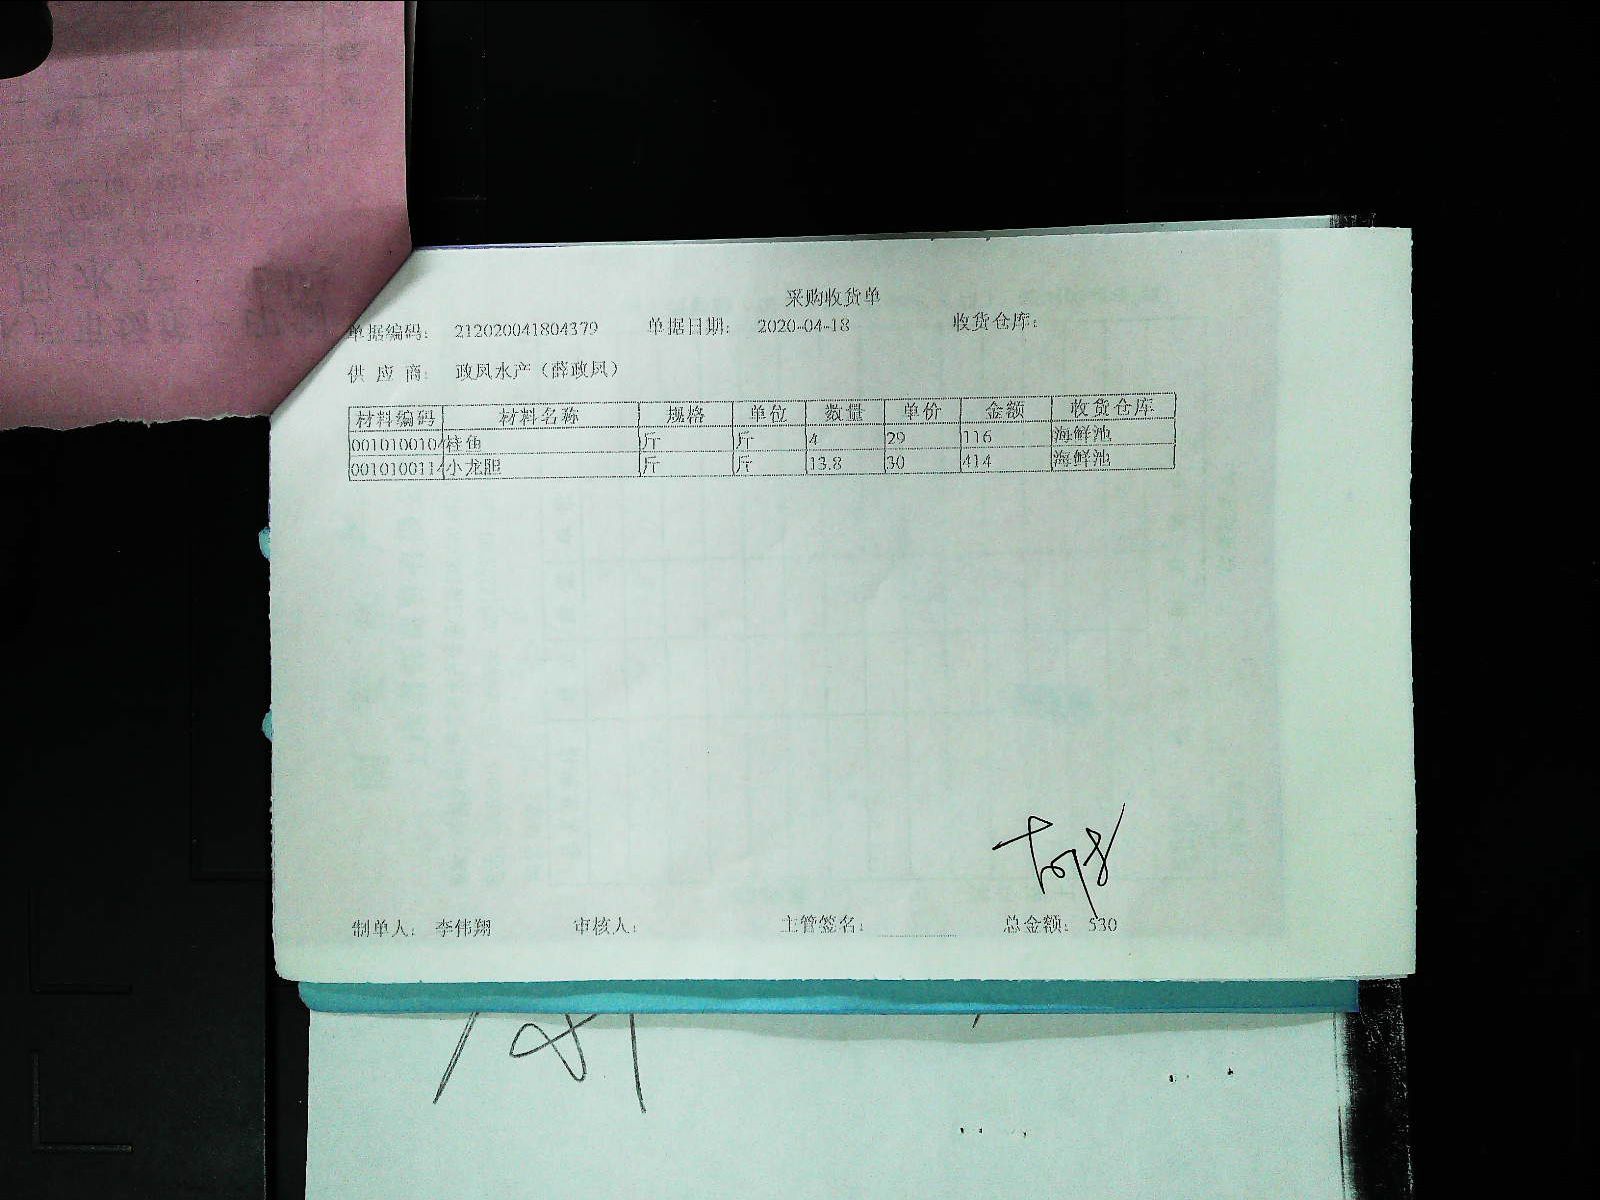 采购收货单
单据编码: 212020041804379 单据日期: 2020-04-18 收货仓库:
供 应 商: 政风水产（薛政风）
材料编码 材料名称 规格 单位 数量 单价 金额 收货仓库
0010100104 桂鱼 斤 斤 4 29 116 海鲜池
0010100114 小龙胆 斤 斤 13.8 30 414 海鲜池
制单人: 李伟翔 审核人: 主管签名: 总金额: 530